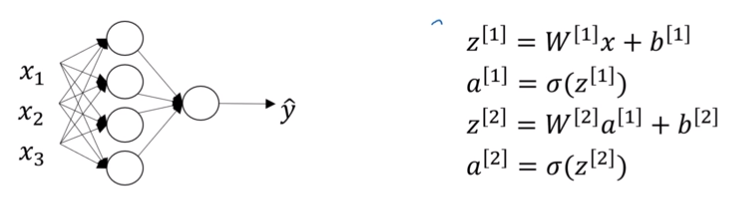 x₁
x₂
x₃
ŷ
z^[1] = W^[1]x + b^[1]
a^[1] = σ(z^[1])
z^[2] = W^[2]a^[1] + b^[2]
a^[2] = σ(z^[2])